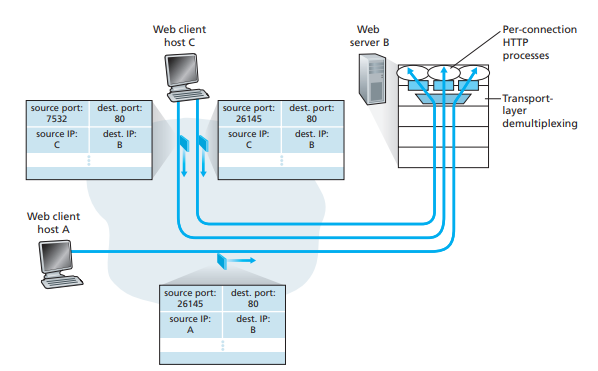 Web client
host C
Web
server B
Per-connection
HTTP
processes
Transport-
layer
demultiplexing
source port:
7532
dest. port:
80
source IP:
C
dest. IP:
B
source port:
26145
dest. port:
80
source IP:
C
dest. IP:
B
Web client
host A
source port:
26145
dest. port:
80
source IP:
A
dest. IP:
B